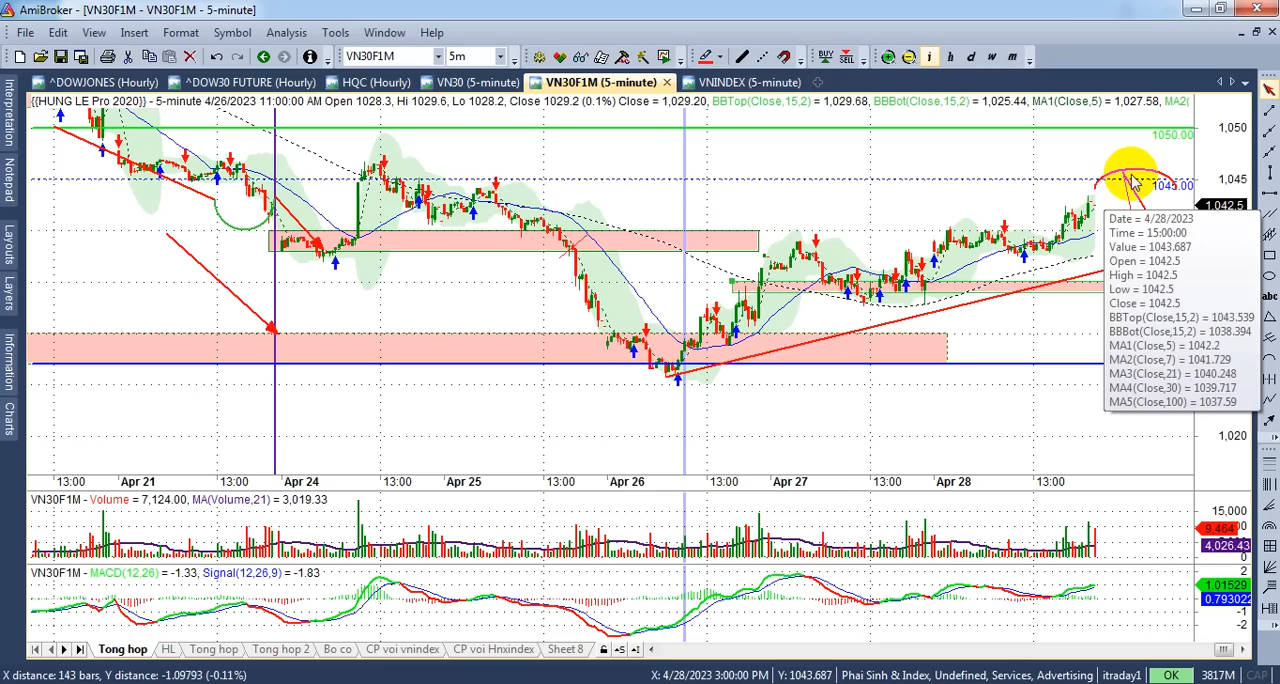 AmiBroker - [VN30F1M - VN30F1M - 5-minute]
File Edit View Insert Format Symbol Analysis Tools Window Help
VN30F1M 5m BUY SELL i h d w m
^DOWJONES (Hourly) ^DOW30 FUTURE (Hourly) HQC (Hourly) VN30 (5-minute) VN30F1M (5-minute) VNINDEX (5-minute)
{{HUNG LE Pro 2020}} - 5-minute 4/26/2023 11:00:00 AM Open 1028.3, Hi 1029.6, Lo 1028.2, Close 1029.2 (0.1%) Close = 1,029.20, BBTop(Close,15,2) = 1,029.68, BBBot(Close,15,2) = 1,025.44, MA1(Close,5) = 1,027.58, MA2(
Interpretation
Notepad
Layouts
Layers
Information
Charts
1,050
1050.00
1,045
1045.00
1,042.5
1,020
Date = 4/28/2023
Time = 15:00:00
Value = 1043.687
Open = 1042.5
High = 1042.5
Low = 1042.5
Close = 1042.5
BBTop(Close,15,2) = 1043.539
BBBot(Close,15,2) = 1038.394
MA1(Close,5) = 1042.2
MA2(Close,7) = 1041.729
MA3(Close,21) = 1040.248
MA4(Close,30) = 1039.717
MA5(Close,100) = 1037.59
abc
13:00 Apr 21 13:00 Apr 24 13:00 Apr 25 13:00 Apr 26 13:00 Apr 27 13:00 Apr 28 13:00
VN30F1M - Volume = 7,124.00, MA(Volume,21) = 3,019.33
15,000
9,464
4,026.43
VN30F1M - MACD(12,26) = -1.33, Signal(12,26,9) = -1.83
2
1.01529
0.793022
-1
-2
Tong hop HL Tong hop Tong hop 2 Bo co CP voi vnindex CP voi Hnxindex Sheet 8
X distance: 143 bars, Y distance: -1.09793 (-0.11%) X: 4/28/2023 3:00:00 PM Y: 1043.687 Phai Sinh & Index, Undefined, Services, Advertising itraday1 OK 3817M CAP